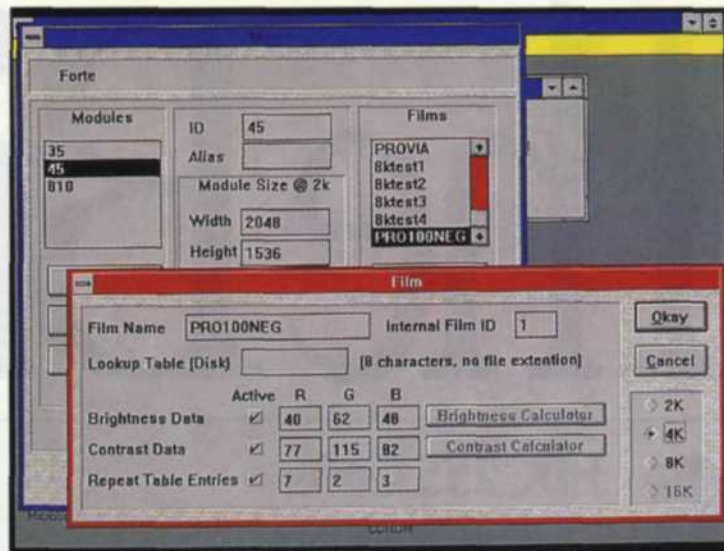 Forte
Modules
35
45
810
ID 45
Alias
Module Size @ 2k
Width 2048
Height 1536
Films
PROVIA
8ktest1
8ktest2
8ktest3
8ktest4
PRO100NEG
Film
Film Name PRO100NEG Internal Film ID 1
Lookup Table (Disk) (8 characters, no file extention)
Active R G B
Brightness Data 40 62 48 Brightness Calculator
Contrast Data 77 115 82 Contrast Calculator
Repeat Table Entries 7 2 3
Okay
Cancel
2K
4K
8K
16K